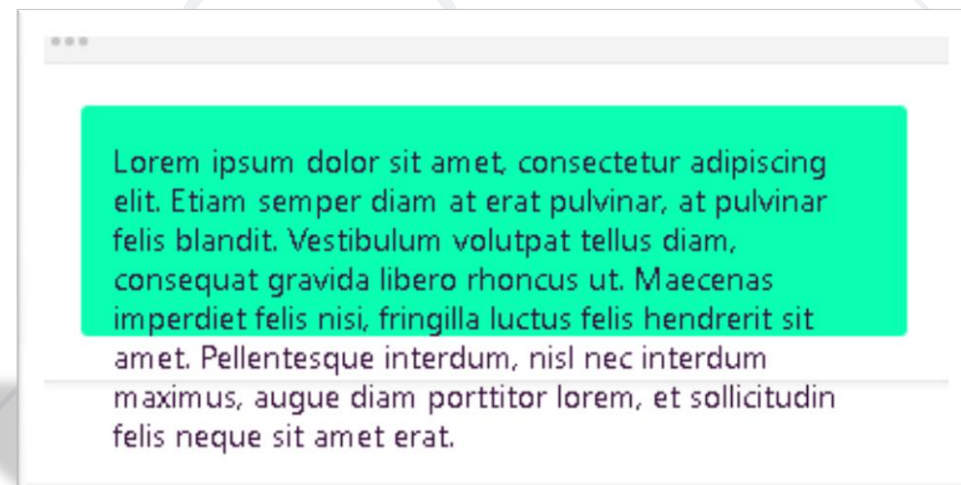 Lorem ipsum dolor sit amet, consectetur adipiscing
elit. Etiam semper diam at erat pulvinar, at pulvinar
felis blandit. Vestibulum volutpat tellus diam,
consequat gravida libero rhoncus ut. Maecenas
imperdiet felis nisi, fringilla luctus felis hendrerit sit
amet. Pellentesque interdum, nisl nec interdum
maximus, augue diam porttitor lorem, et sollicitudin
felis neque sit amet erat.